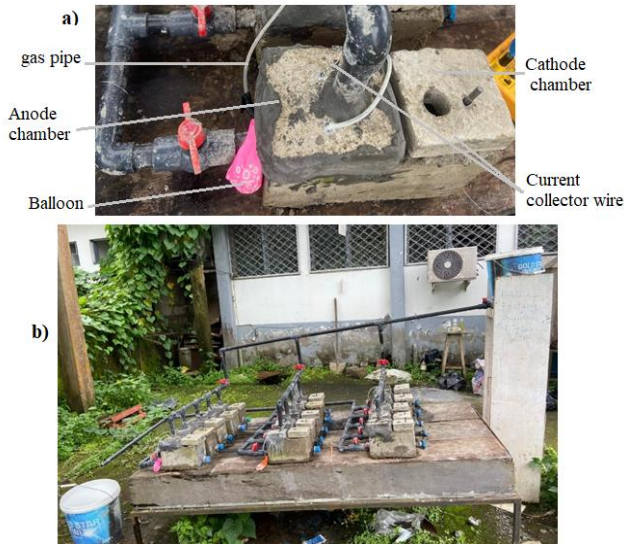 a)
gas pipe
Cathode
chamber
Anode
chamber
Balloon
Current
collector wire
b)